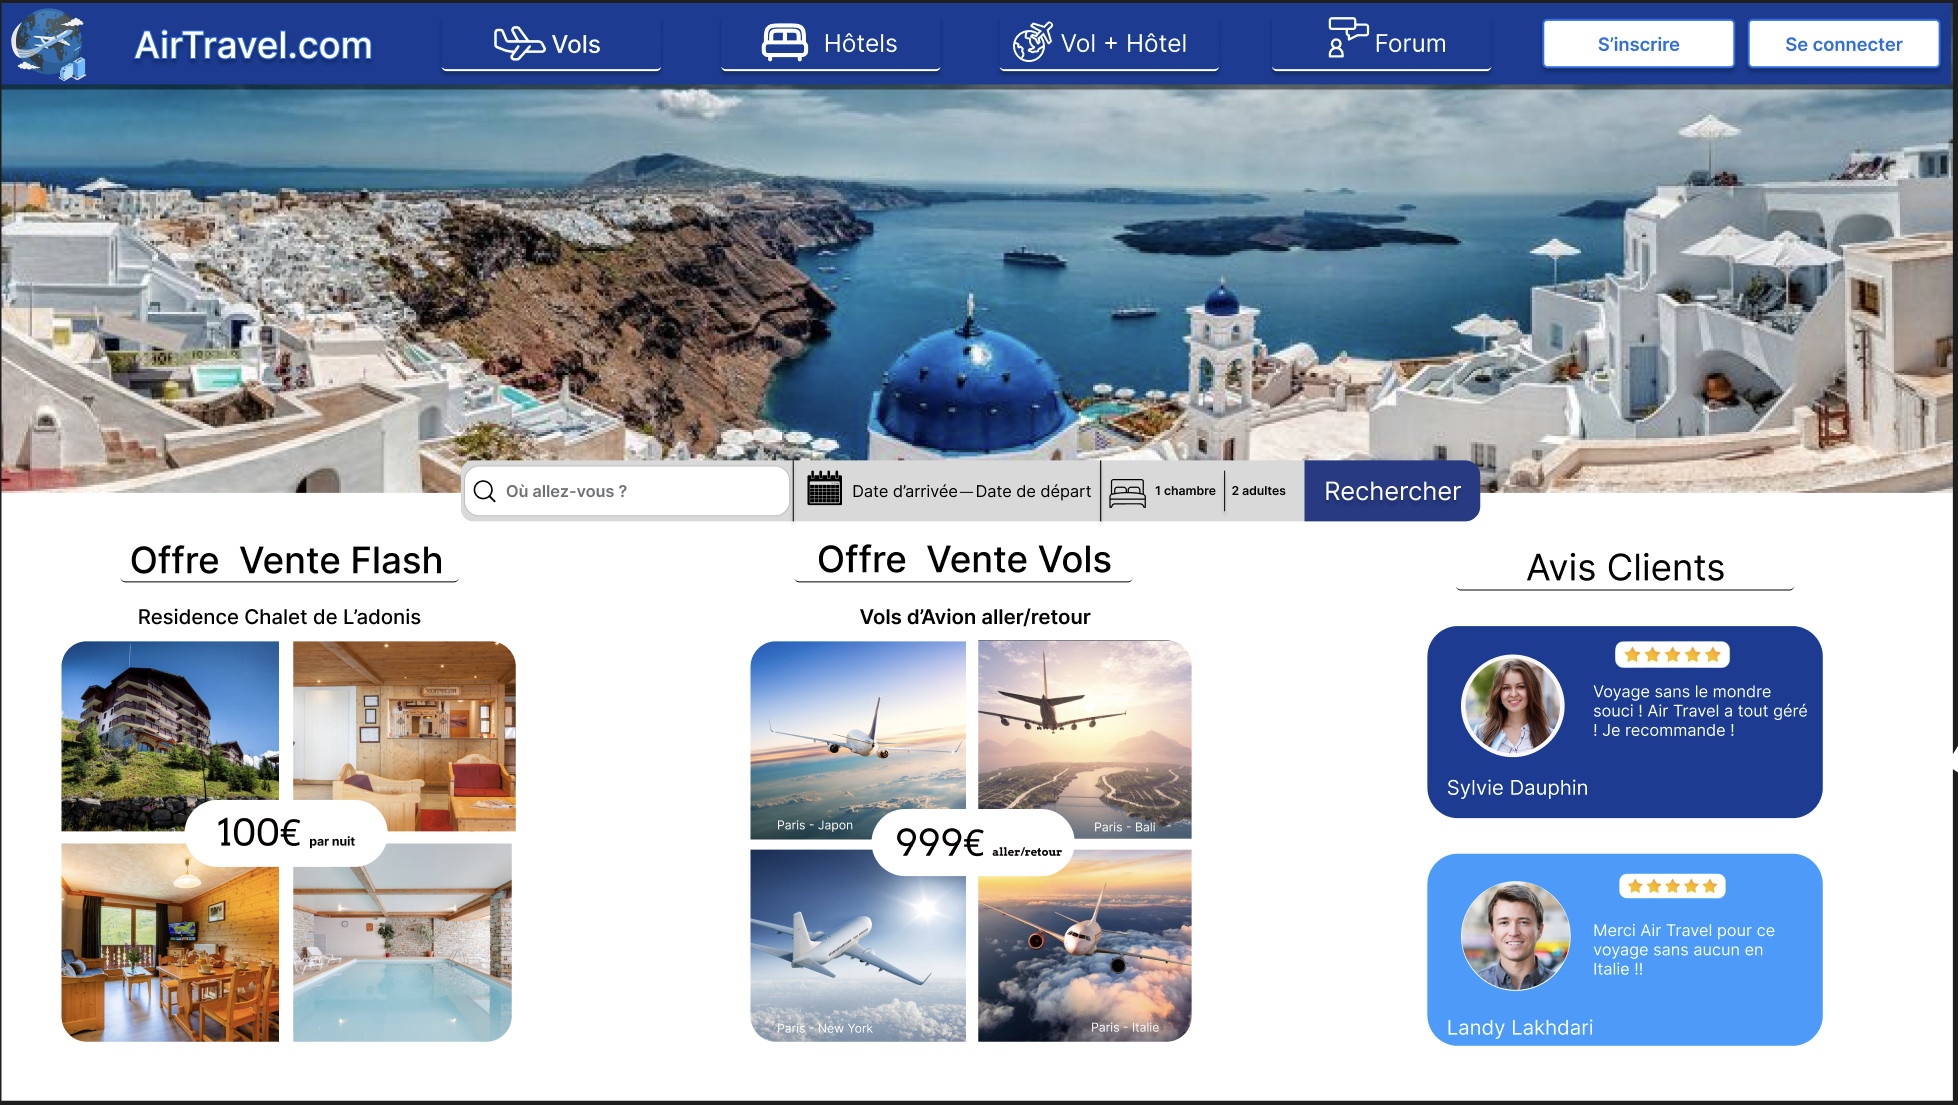 AirTravel.com
Vols
Hôtels
Vol + Hôtel
Forum
S'inscrire
Se connecter
Où allez-vous ?
Date d'arrivée—Date de départ
1 chambre
2 adultes
Rechercher
Offre Vente Flash
Residence Chalet de L'adonis
100€ par nuit
Offre Vente Vols
Vols d'Avion aller/retour
Paris - Japon
Paris - Bali
999€ aller/retour
Paris - New York
Paris - Italie
Avis Clients
Voyage sans le mondre
souci ! Air Travel a tout géré
! Je recommande !
Sylvie Dauphin
Merci Air Travel pour ce
voyage sans aucun en
Italie !!
Landy Lakhdari